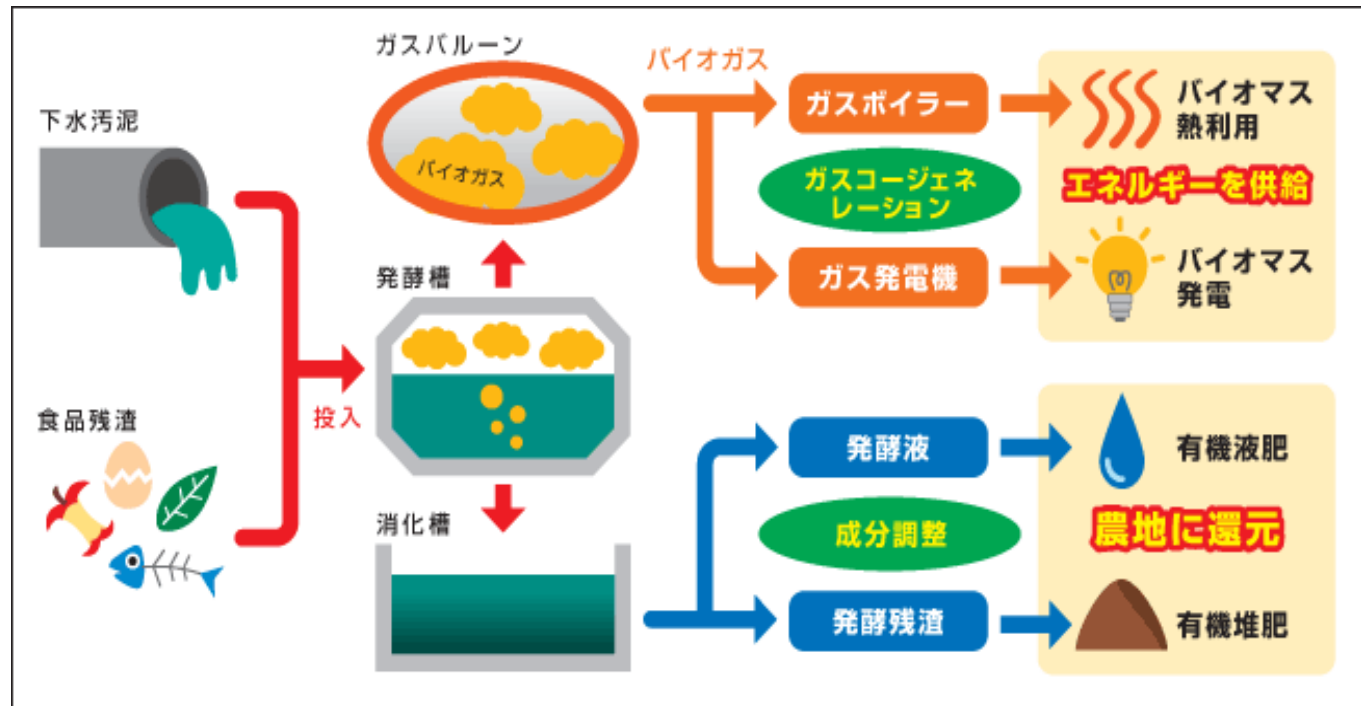 ガスバルーン
バイオガス
下水汚泥
バイオガス
ガスボイラー
バイオマス
熱利用
ガスコージェネ
レーション
エネルギーを供給
発酵槽
ガス発電機
バイオマス
発電
食品残渣
投入
発酵液
有機液肥
消化槽
成分調整
農地に還元
発酵残渣
有機堆肥